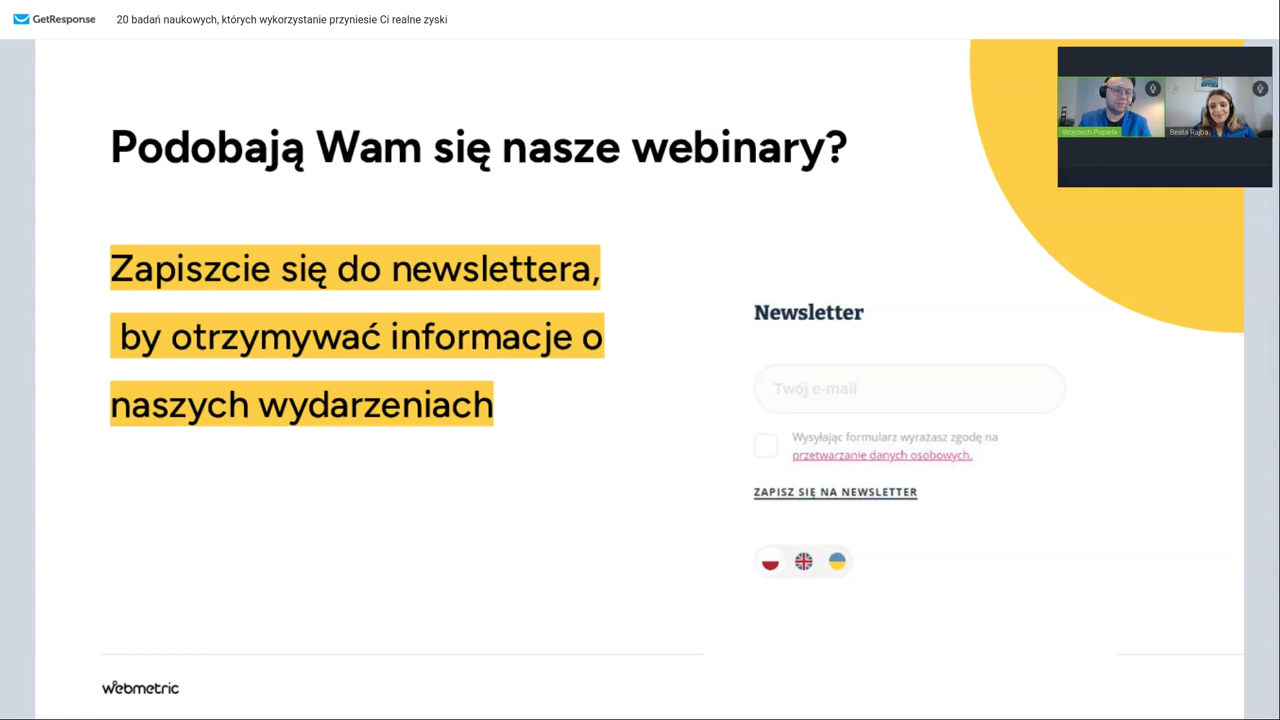 GetResponse
20 badań naukowych, których wykorzystanie przyniesie Ci realne zyski
Podobają Wam się nasze webinary?
Wojciech Popiela
Beata Rajba
Zapiszcie się do newslettera,
by otrzymywać informacje o
naszych wydarzeniach
Newsletter
Twój e-mail
Wysyłając formularz wyrażasz zgodę na
przetwarzanie danych osobowych.
ZAPISZ SIĘ NA NEWSLETTER
webmetric